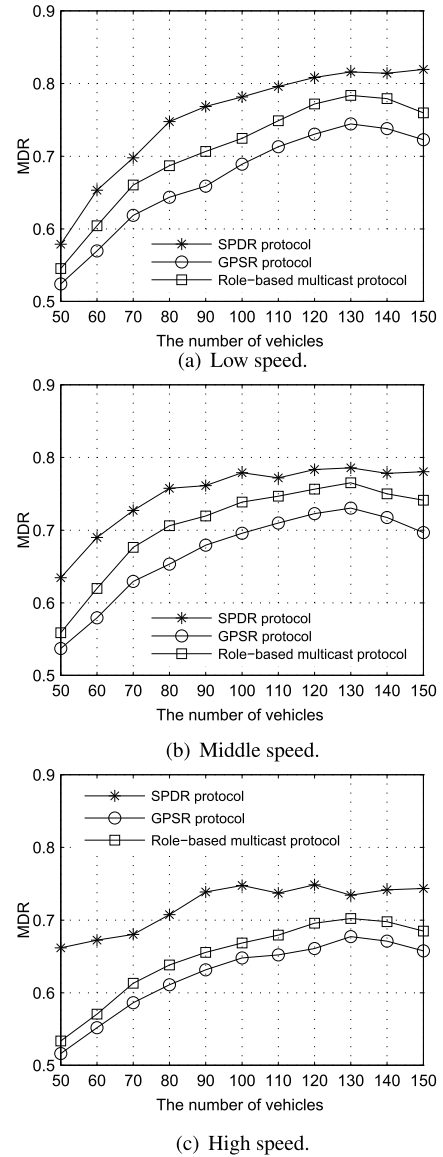 0.9
0.8
0.7
0.6
0.5
MDR
SPDR protocol
GPSR protocol
Role−based multicast protocol
50 60 70 80 90 100 110 120 130 140 150
The number of vehicles
(a) Low speed.
0.9
0.8
0.7
0.6
0.5
MDR
SPDR protocol
GPSR protocol
Role−based multicast protocol
50 60 70 80 90 100 110 120 130 140 150
The number of vehicles
(b) Middle speed.
0.9
0.8
0.7
0.6
0.5
MDR
SPDR protocol
GPSR protocol
Role−based multicast protocol
50 60 70 80 90 100 110 120 130 140 150
The number of vehicles
(c) High speed.